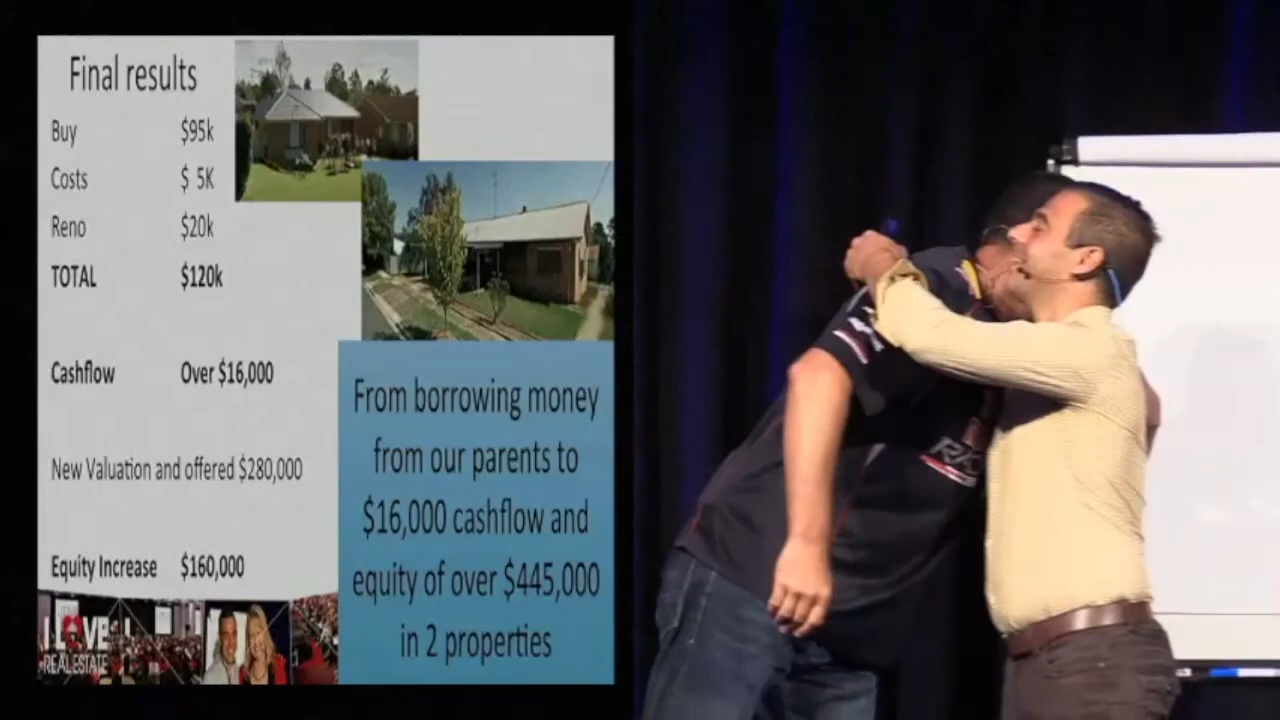 Final results
Buy $95k
Costs $ 5K
Reno $20k
TOTAL $120k
Cashflow Over $16,000
New Valuation and offered $280,000
Equity Increase $160,000
From borrowing money
from our parents to
$16,000 cashflow and
equity of over $445,000
in 2 properties
I LOVE
REAL ESTATE